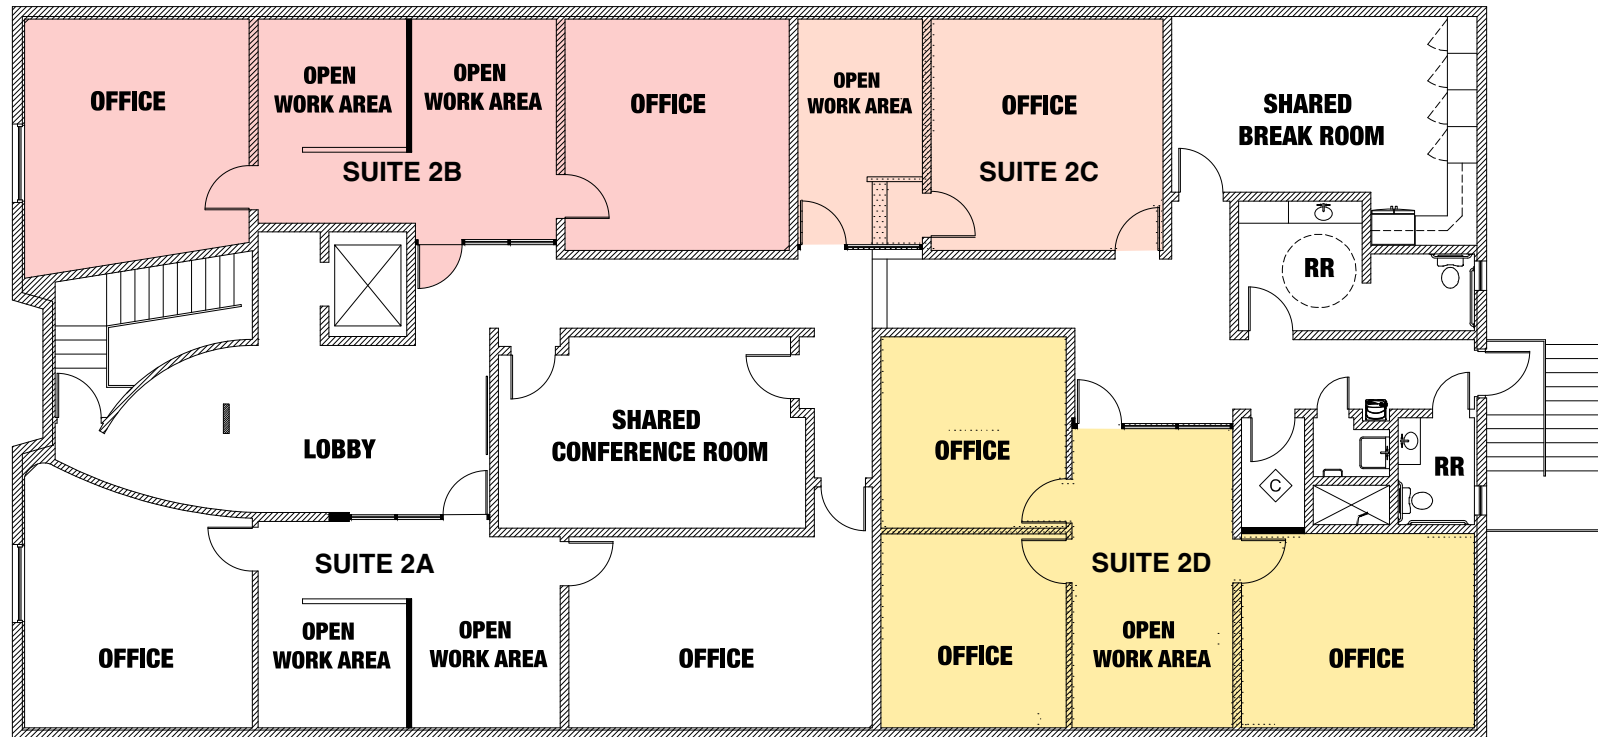 OFFICE
OPEN
WORK AREA
OPEN
WORK AREA
SUITE 2B
OFFICE
OPEN
WORK AREA
OFFICE
SUITE 2C
SHARED
BREAK ROOM
RR
LOBBY
SHARED
CONFERENCE ROOM
OFFICE
C
RR
SUITE 2A
OFFICE
OPEN
WORK AREA
OPEN
WORK AREA
OFFICE
SUITE 2D
OFFICE
OPEN
WORK AREA
OFFICE